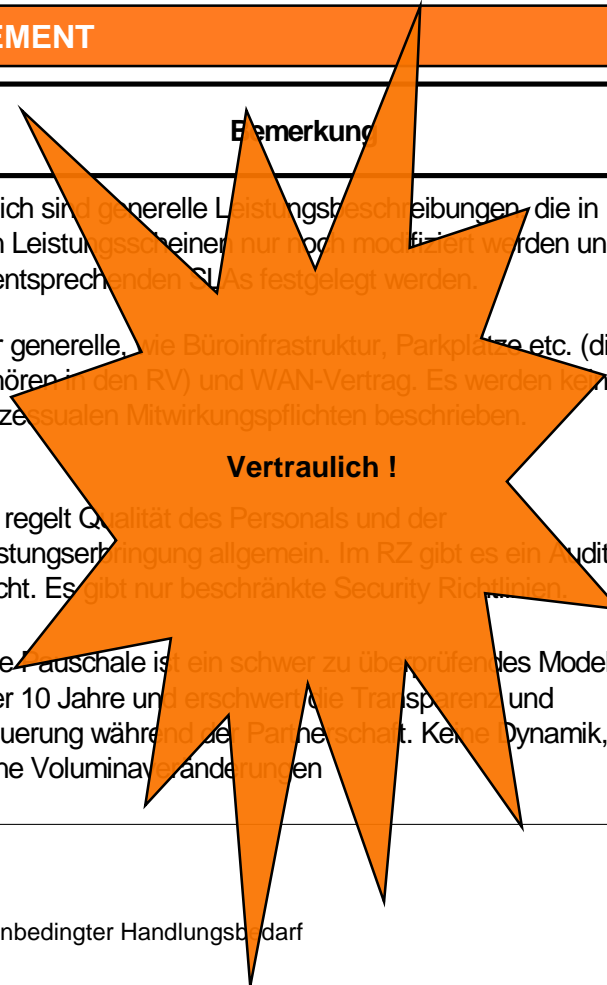 EMENT
Bemerkung
ich sind generelle Leistungsbeschreibungen, die in
n Leistungsscheinen nur noch modifiziert werden un
entsprechenden SLAs festgelegt werden.
r generelle, wie Büroinfrastruktur, Parkplätze etc. (di
hören in den RV) und WAN-Vertrag. Es werden kein
zessualen Mitwirkungspflichten beschrieben.
Vertraulich !
regelt Qualität des Personals und der
stungserbringung allgemein. Im RZ gibt es ein Audit
cht. Es gibt nur beschränkte Security Richtlinien.
e Pauschale ist ein schwer zu überprüfendes Model
er 10 Jahre und erschwert die Transparenz und
uerung während der Partnerschaft. Keine Dynamik,
ne Voluminaveränderungen
nbedingter Handlungsbedarf